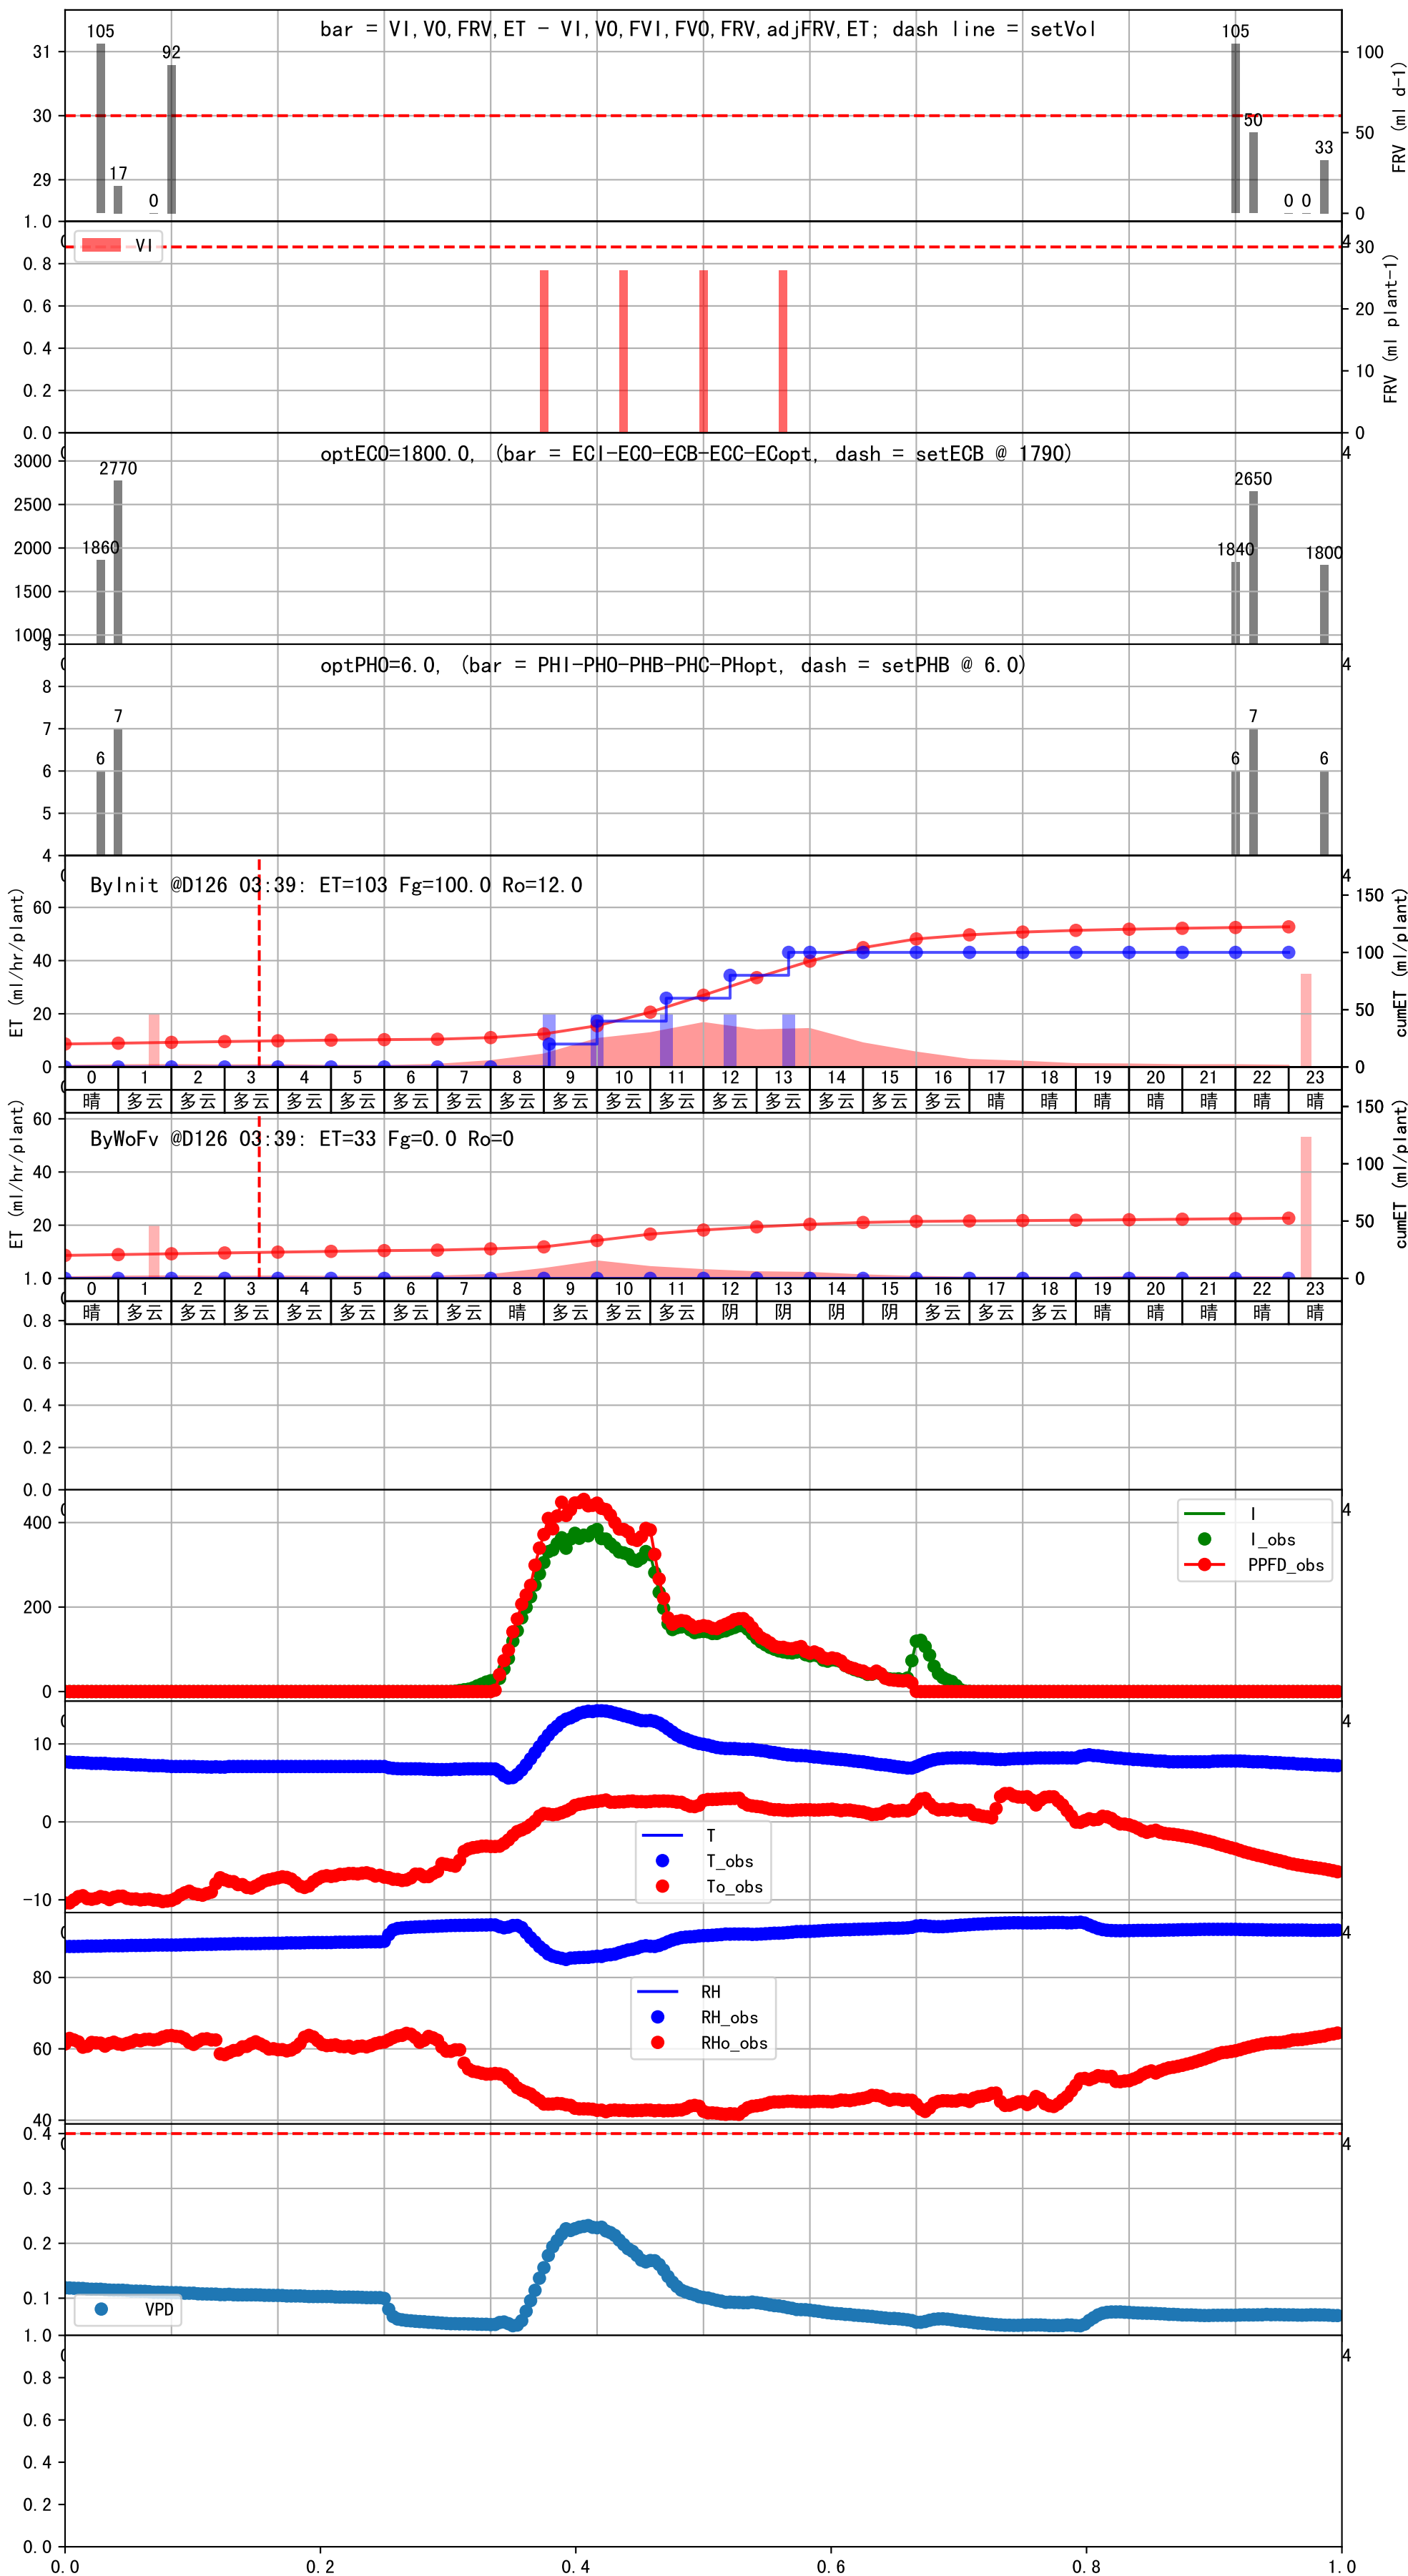 bar = VI,VO,FRV,ET - VI,VO,FVI,FVO,FRV,adjFRV,ET; dash line = setVol
105 17 0 92 105 50 0 0 33
31 30 29
100 50 0
FRV (ml d-1)
VI
1.0 0.8 0.6 0.4 0.2 0.0
4
30 20 10 0
FRV (ml plant-1)
optECO=1800.0, (bar = ECI-ECO-ECB-ECC-ECopt, dash = setECB @ 1790)
4
3000 2500 2000 1500 1000
1860 2770 1840 2650 1800
optPHO=6.0, (bar = PHI-PHO-PHB-PHC-PHopt, dash = setPHB @ 6.0)
4
9 8 7 6 5 4
6 7 6 7 6
ByInit @D126 03:39: ET=103 Fg=100.0 Ro=12.0
4
ET (ml/hr/plant)
60 40 20 0
150 100 50 0
cumET (ml/plant)
0 1 2 3 4 5 6 7 8 9 10 11 12 13 14 15 16 17 18 19 20 21 22 23
晴 多云 多云 多云 多云 多云 多云 多云 多云 多云 多云 多云 多云 多云 多云 多云 多云 晴 晴 晴 晴 晴 晴 晴
ByWoFv @D126 03:39: ET=33 Fg=0.0 Ro=0
ET (ml/hr/plant)
60 40 20
150 100 50 0
cumET (ml/plant)
0 1 2 3 4 5 6 7 8 9 10 11 12 13 14 15 16 17 18 19 20 21 22 23
晴 多云 多云 多云 多云 多云 多云 多云 晴 多云 多云 多云 阴 阴 阴 阴 多云 多云 多云 晴 晴 晴 晴 晴
1.0 0.8 0.6 0.4 0.2 0.0
4
I
I_obs
PPFD_obs
400 200 0
4
T
T_obs
To_obs
10 0 -10
4
RH
RH_obs
RHo_obs
80 60 40
4
VPD
0.4 0.3 0.2 0.1
4
1.0 0.8 0.6 0.4 0.2 0.0
0.0 0.2 0.4 0.6 0.8 1.0